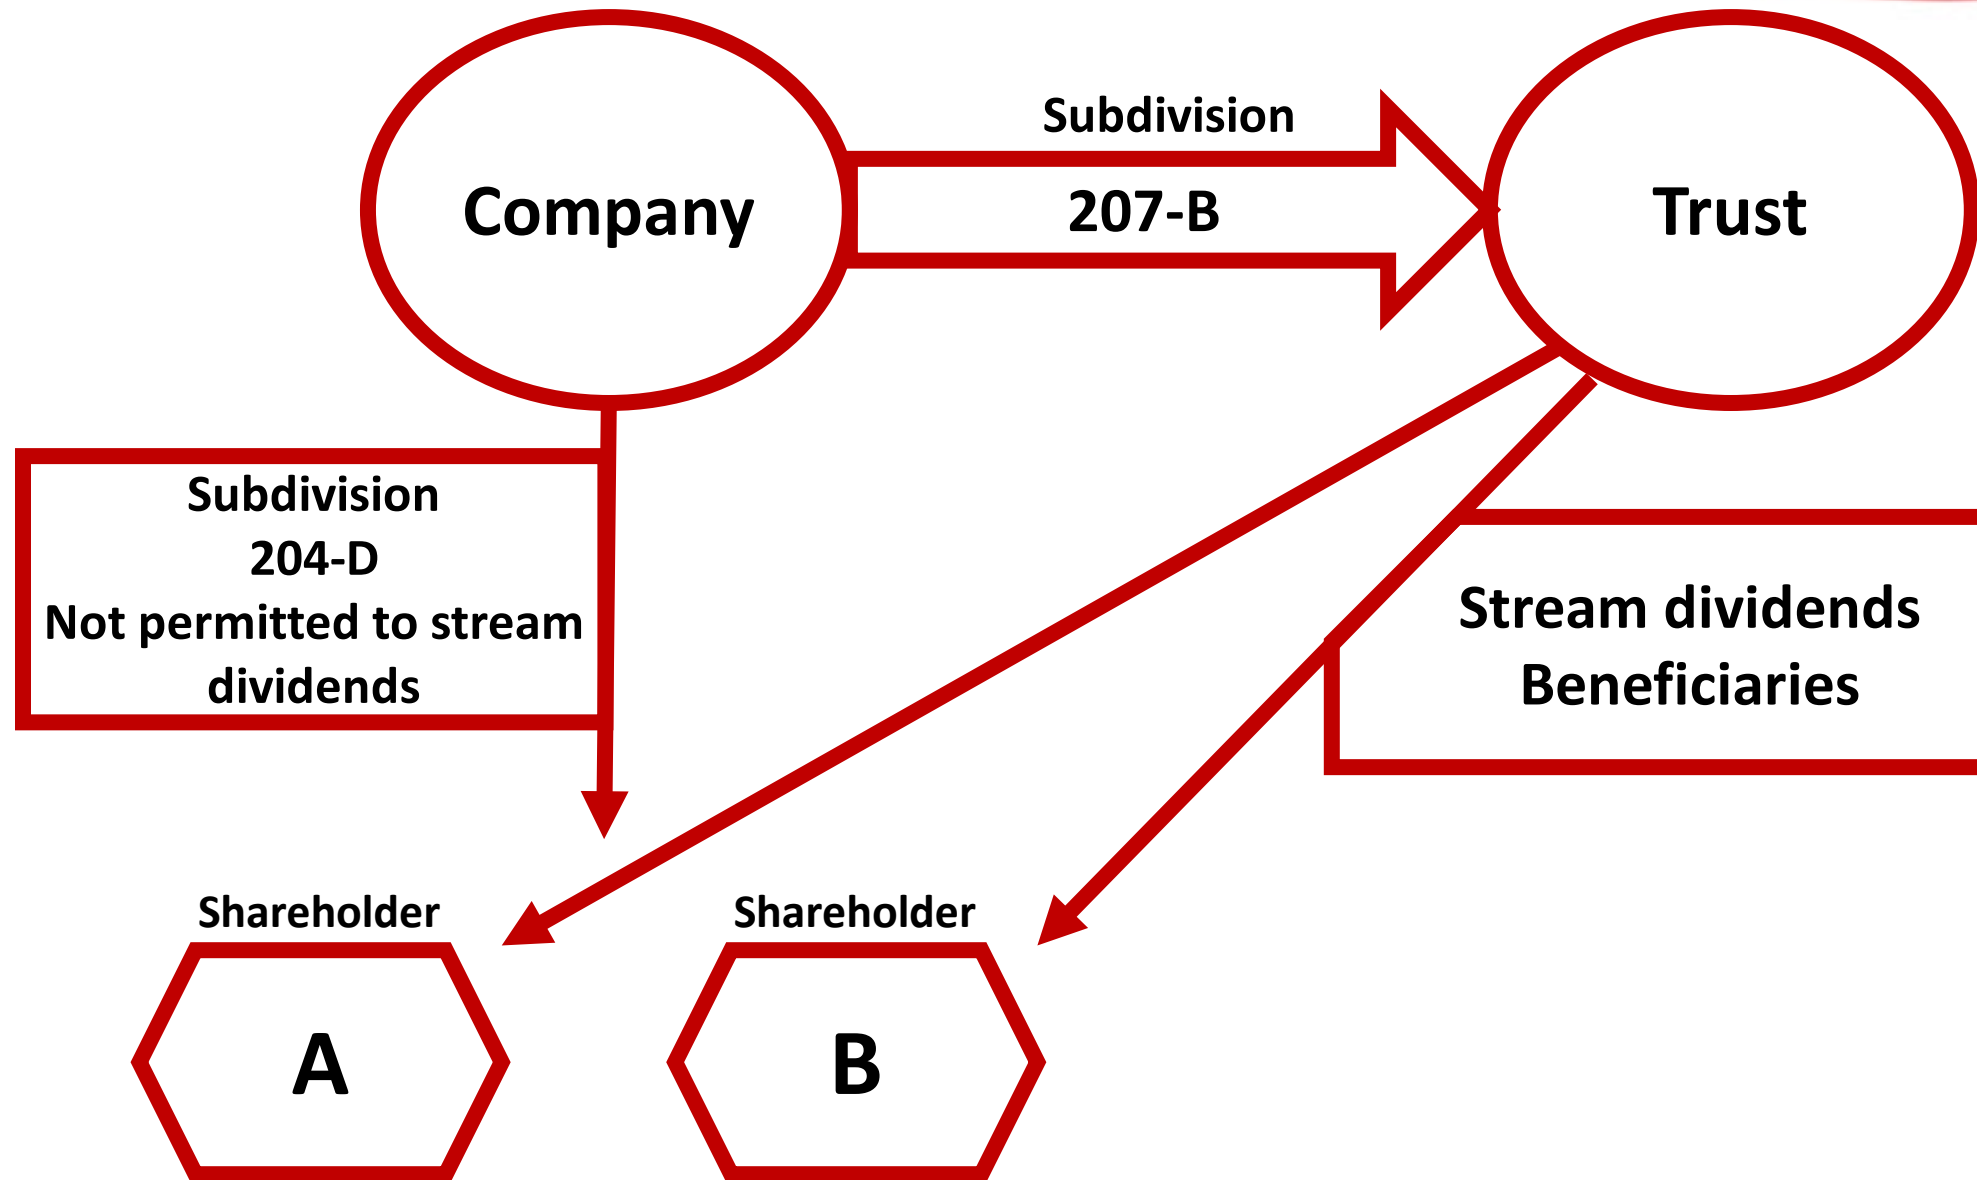 Company
Subdivision
207-B
Trust
Subdivision
204-D
Not permitted to stream
dividends
Stream dividends
Beneficiaries
Shareholder
A
Shareholder
B